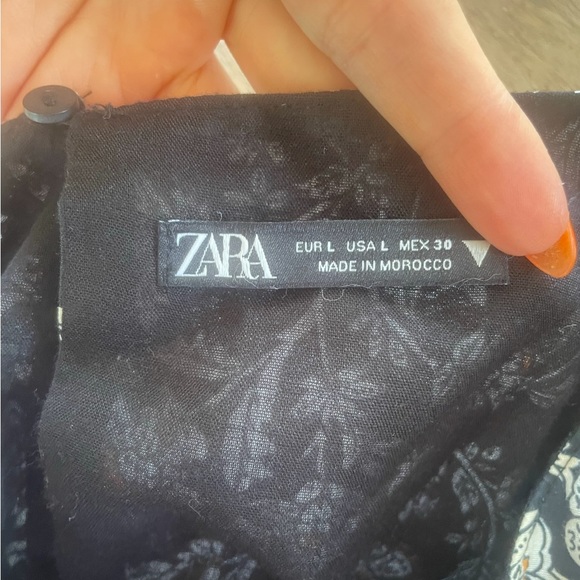 ZARA
EUR L USA L MEX 30
MADE IN MOROCCO